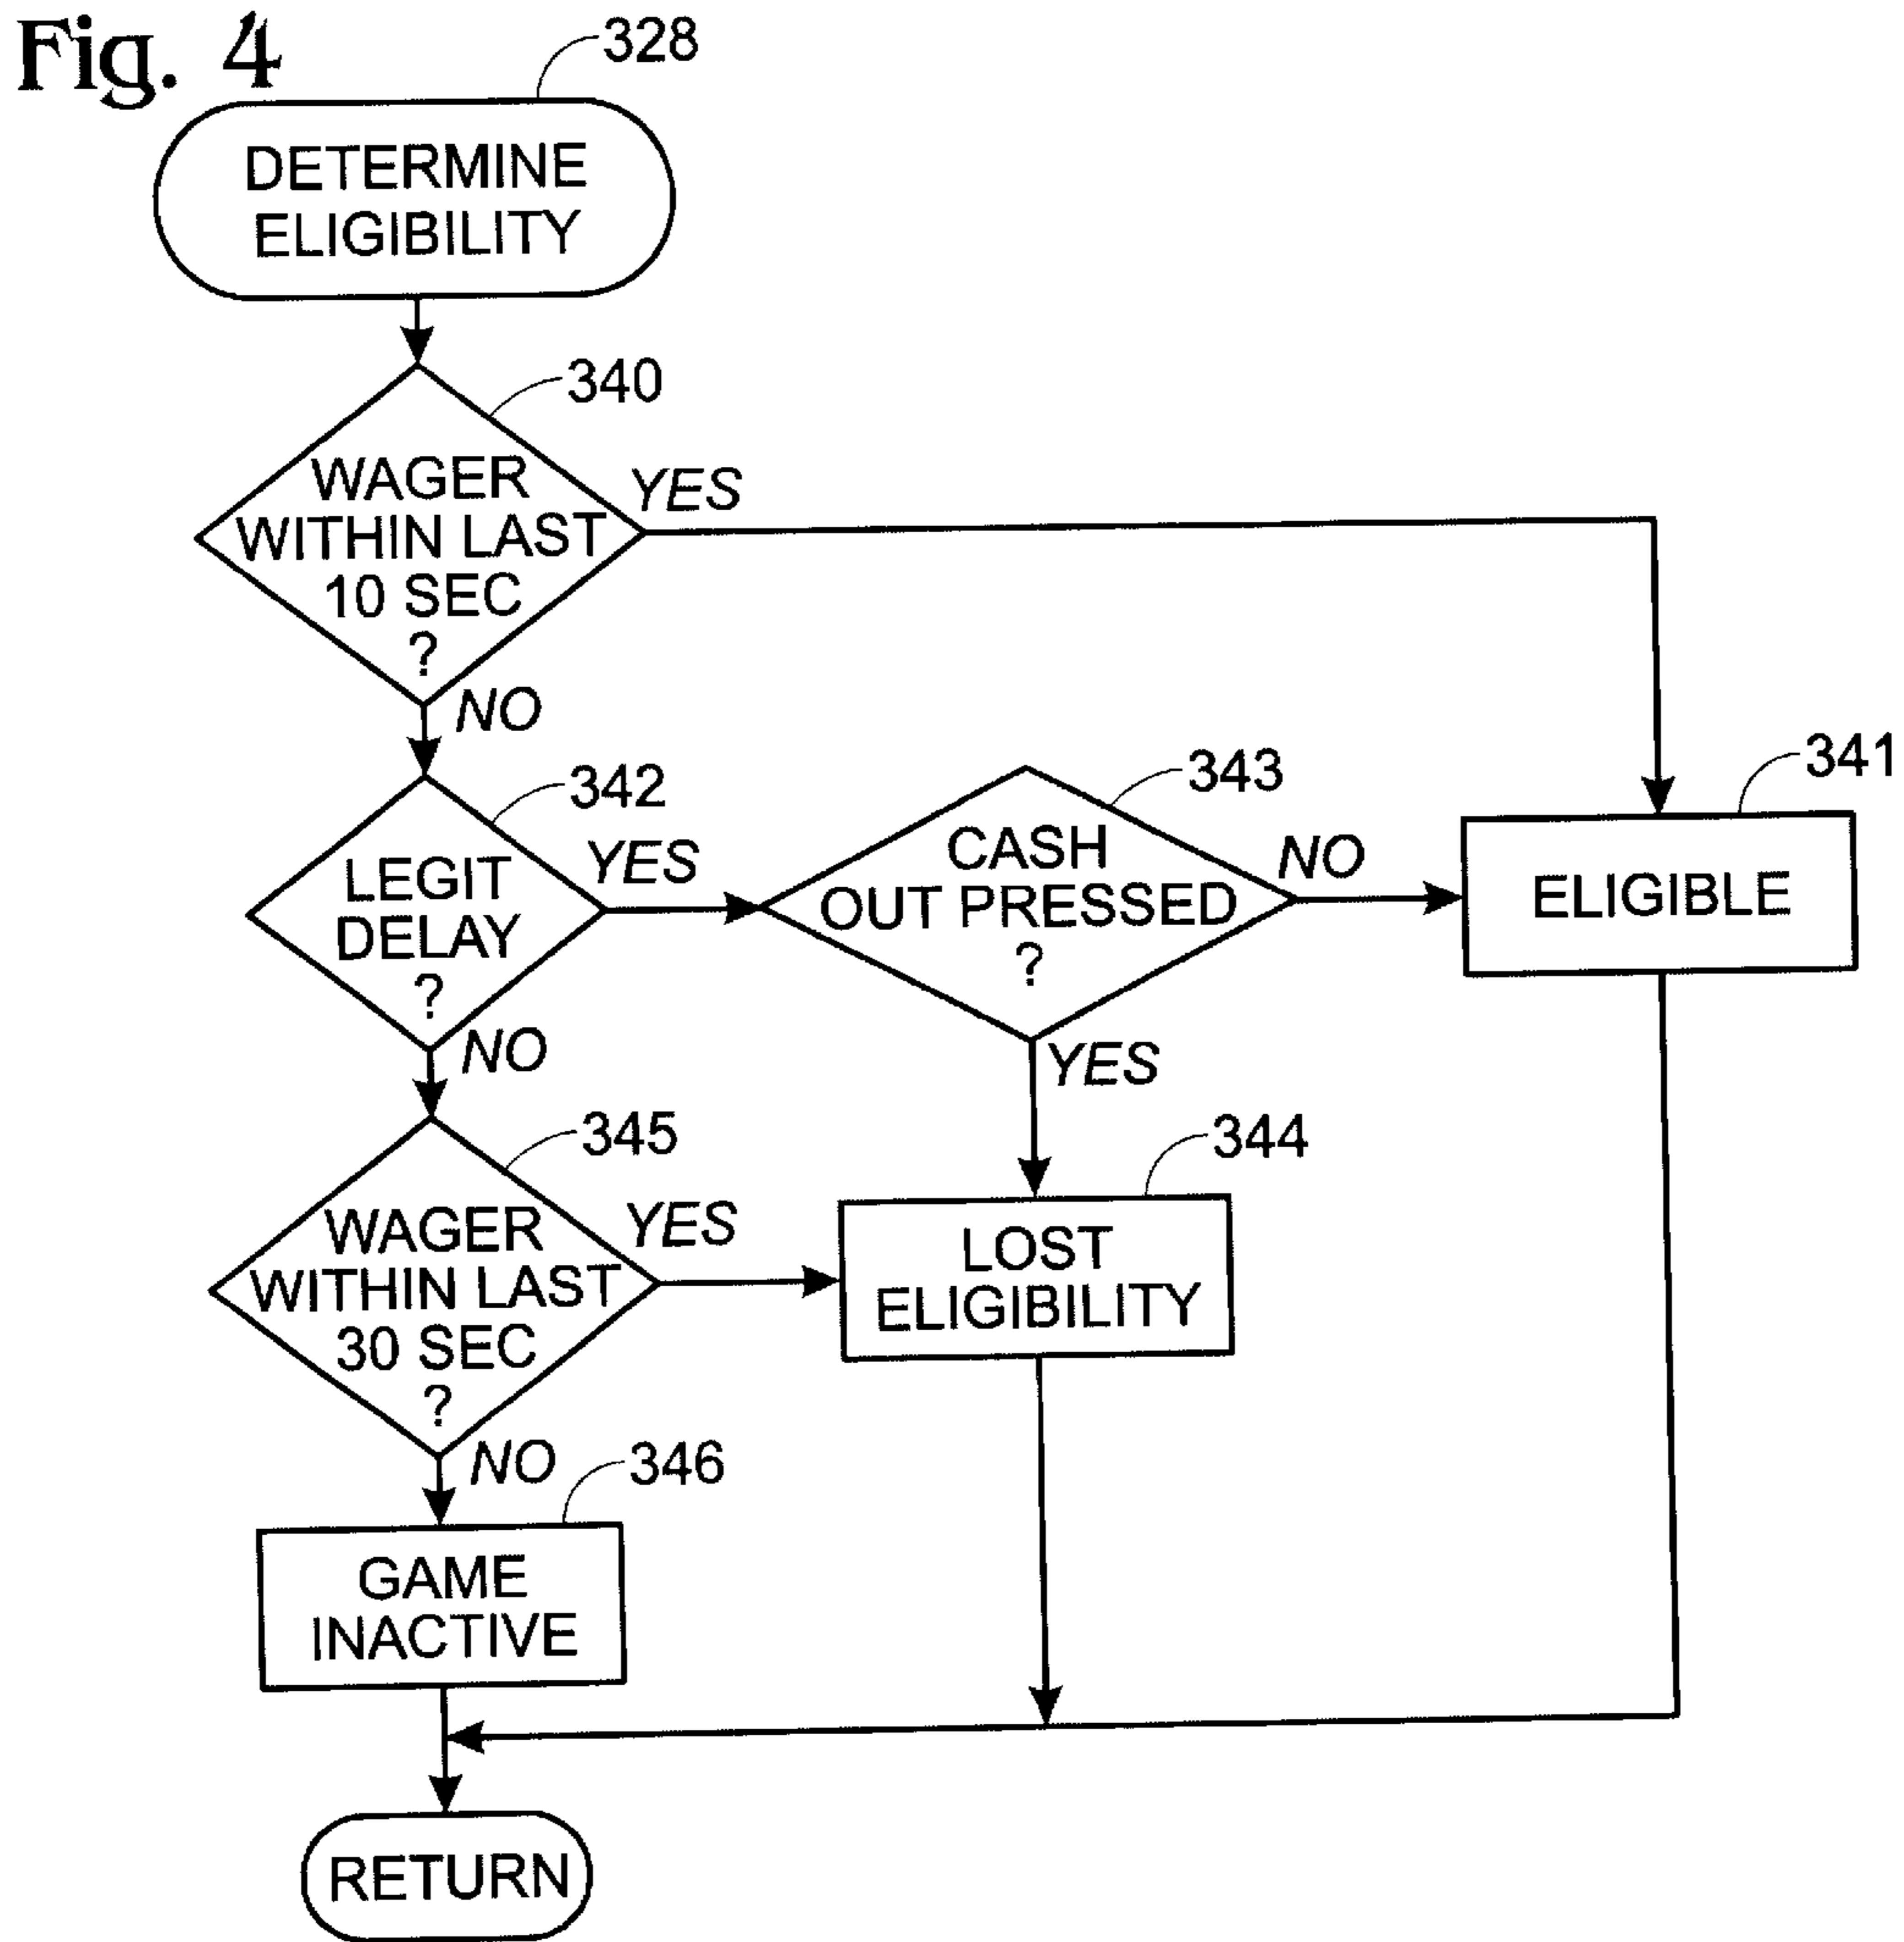 Fig. 4
328
DETERMINE
ELIGIBILITY
340
WAGER
WITHIN LAST
10 SEC
?
YES
NO
342
LEGIT
DELAY
?
YES
NO
343
CASH
OUT PRESSED
?
NO
YES
341
ELIGIBLE
345
WAGER
WITHIN LAST
30 SEC
?
YES
NO
344
LOST
ELIGIBILITY
346
GAME
INACTIVE
RETURN